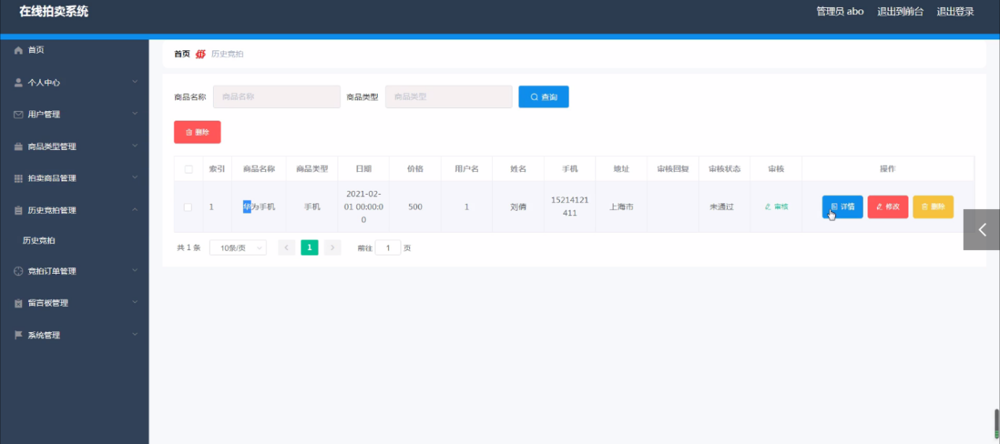 在线拍卖系统
管理员 abo 退出到前台 退出登录
首页
个人中心
用户管理
商品类型管理
拍卖商品管理
历史竞拍管理
历史竞拍
竞拍订单管理
留言板管理
系统管理
首页 历史竞拍
商品名称 商品名称 商品类型 商品类型 查询
删除
索引 商品名称 商品类型 日期 价格 用户名 姓名 手机 地址 审核回复 审核状态 审核 操作
1 华为手机 手机 2021-02-01 00:00:00 500 1 刘倩 15214121411 上海市 未通过 审核 详情 修改 删除
共 1 条 10条/页 1 前往 1 页